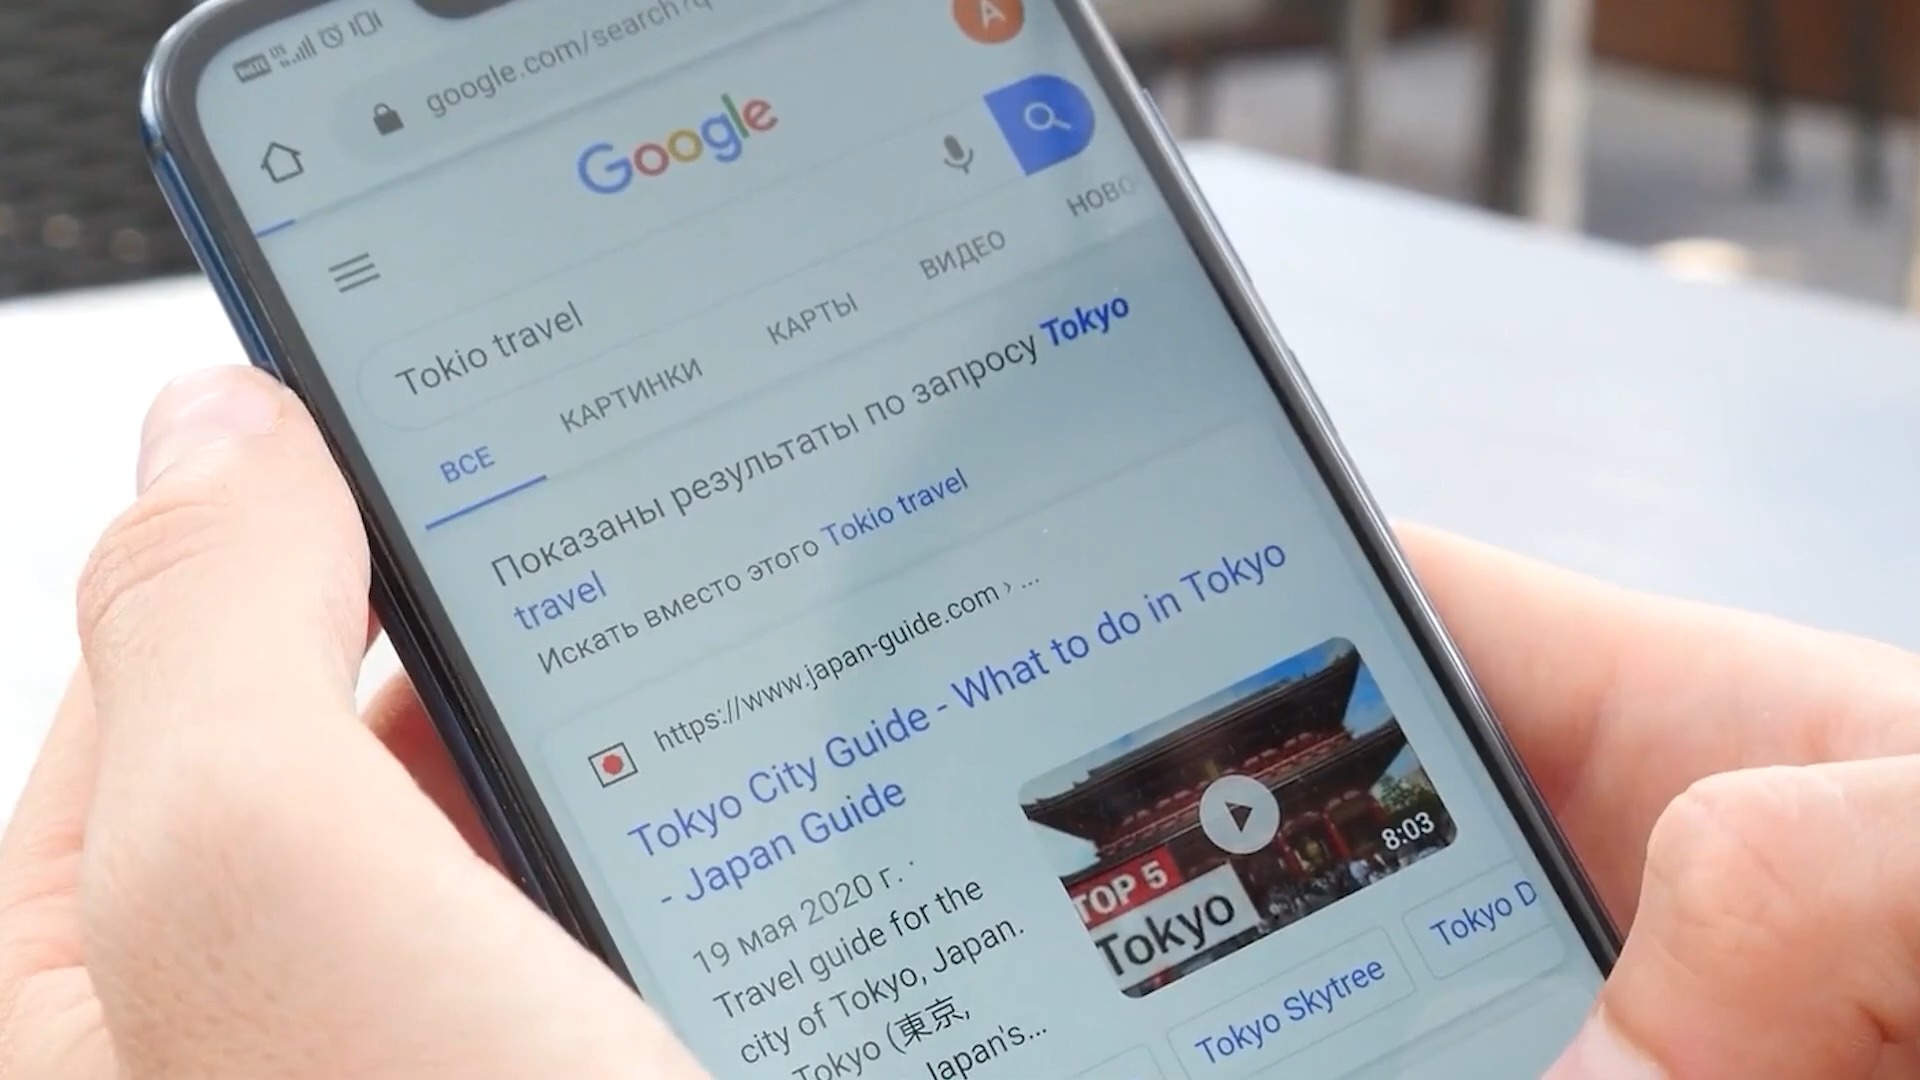 google.com/search?q
A
Google
Tokio travel
ВСЕ КАРТИНКИ КАРТЫ ВИДЕО НОВО
Показаны результаты по запросу Tokyo
travel
Искать вместо этого Tokio travel
https://www.japan-guide.com › ...
Tokyo City Guide - What to do in Tokyo
- Japan Guide
19 мая 2020 г. ·
Travel guide for the
city of Tokyo, Japan.
Tokyo (東京,
Japan's...
TOP 5
Tokyo
8:03
Tokyo Skytree
Tokyo D